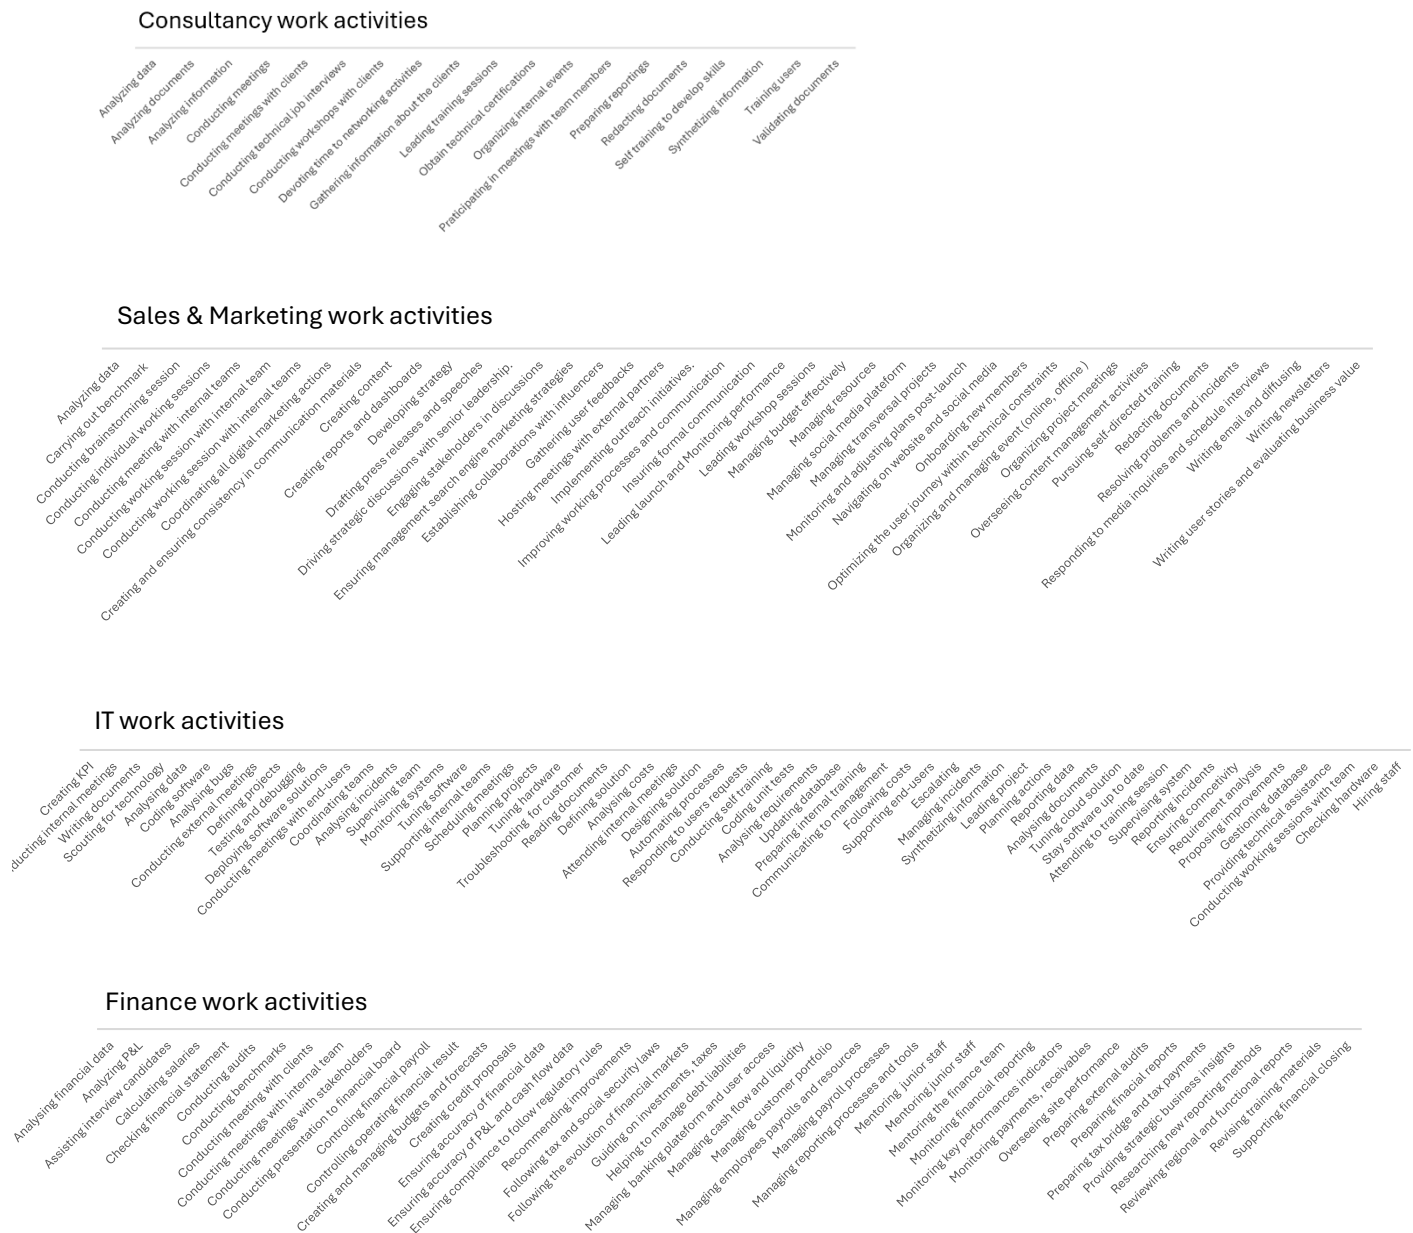 Consultancy work activities
Analyzing data
Analyzing documents
Analyzing information
Conducting meetings
Conducting meetings with clients
Conducting technical job interviews
Conducting workshops with clients
Devoting time to networking activities
Gathering information about the clients
Leading training sessions
Obtain technical certifications
Organizing internal events
Praticipating in meetings with team members
Preparing reportings
Redacting documents
Self training to develop skills
Synthetizing information
Training users
Validating documents
Sales & Marketing work activities
Analyzing data
Carrying out benchmark
Conducting brainstorming session
Conducting individual working sessions
Conducting meeting with internal teams
Conducting working session with internal team
Conducting working session with internal teams
Coordinating all digital marketing actions
Creating and ensuring consistency in communication materials
Creating content
Creating reports and dashboards
Developing strategy
Drafting press releases and speeches
Driving strategic discussions with senior leadership.
Engaging stakeholders in discussions
Ensuring management search engine marketing strategies
Establishing collaborations with influencers
Gathering user feedbacks
Hosting meetings with external partners
Implementing outreach initiatives.
Improving working processes and communication
Insuring formal communication
Leading launch and Monitoring performance
Leading workshop sessions
Managing budget effectively
Managing resources
Managing social media plateform
Managing transversal projects
Monitoring and adjusting plans post-launch
Navigating on website and social media
Onboarding new members
Optimizing the user journey within technical constraints
Organizing and managing event (online, offline )
Organizing project meetings
Overseeing content management activities
Pursuing self-directed training
Redacting documents
Resolving problems and incidents
Responding to media inquiries and schedule interviews
Writing email and diffusing
Writing newsletters
Writing user stories and evaluating business value
IT work activities
Creating KPI
ducting internal meetings
Writing documents
Scouting for technology
Analysing data
Coding software
Analysing bugs
Conducting external meetings
Defining projects
Testing and debugging
Deploying software solutions
Conducting meetings with end-users
Coordinating teams
Analysing incidents
Supervising team
Monitoring systems
Tuning software
Supporting internal teams
Scheduling meetings
Planning projects
Tuning hardware
Troubleshooting for customer
Reading documents
Defining solution
Analysing costs
Attending internal meetings
Designing solution
Automating processes
Responding to users requests
Conducting self training
Coding unit tests
Analysing requirements
Updating database
Preparing internal training
Communicating to management
Following costs
Supporting end-users
Escalating
Managing incidents
Synthetizing information
Leading project
Planning actions
Reporting data
Analysing documents
Tuning cloud solution
Stay software up to date
Attending to training session
Supervising system
Reporting incidents
Ensuring connectivity
Requirement analysis
Proposing improvements
Gestioning database
Providing technical assistance
Conducting working sessions with team
Checking hardware
Hiring staff
Finance work activities
Analysing financial data
Analyzing P&L
Assisting interview candidates
Calculating salaries
Checking financial statement
Conducting audits
Conducting benchmarks
Conducting meeting with clients
Conducting meetings with internal team
Conducting meetings with stakeholders
Conducting presentation to financial board
Controlling financial payroll
Controlling operating financial result
Creating and managing budgets and forecasts
Creating credit proposals
Ensuring accuracy of financial data
Ensuring accuracy of P&L and cash flow data
Ensuring compliance to follow regulatory rules
Recommending improvements
Following tax and social security laws
Following the evolution of financial markets
Guiding on investments, taxes
Helping to manage debt liabilities
Managing banking plateform and user access
Managing cash flow and liquidity
Managing customer portfolio
Managing employees payrolls and resources
Managing payroll processes
Managing reporting processes and tools
Mentoring junior staff
Mentoring junior staff
Mentoring the finance team
Monitoring financial reporting
Monitoring key performances indicators
Monitoring payments, receivables
Overseeing site performance
Preparing external audits
Preparing financial reports
Preparing tax bridge and tax payments
Providing strategic business insights
Researching new reporting methods
Reviewing regional and functional reports
Revising training materials
Supporting financial closing